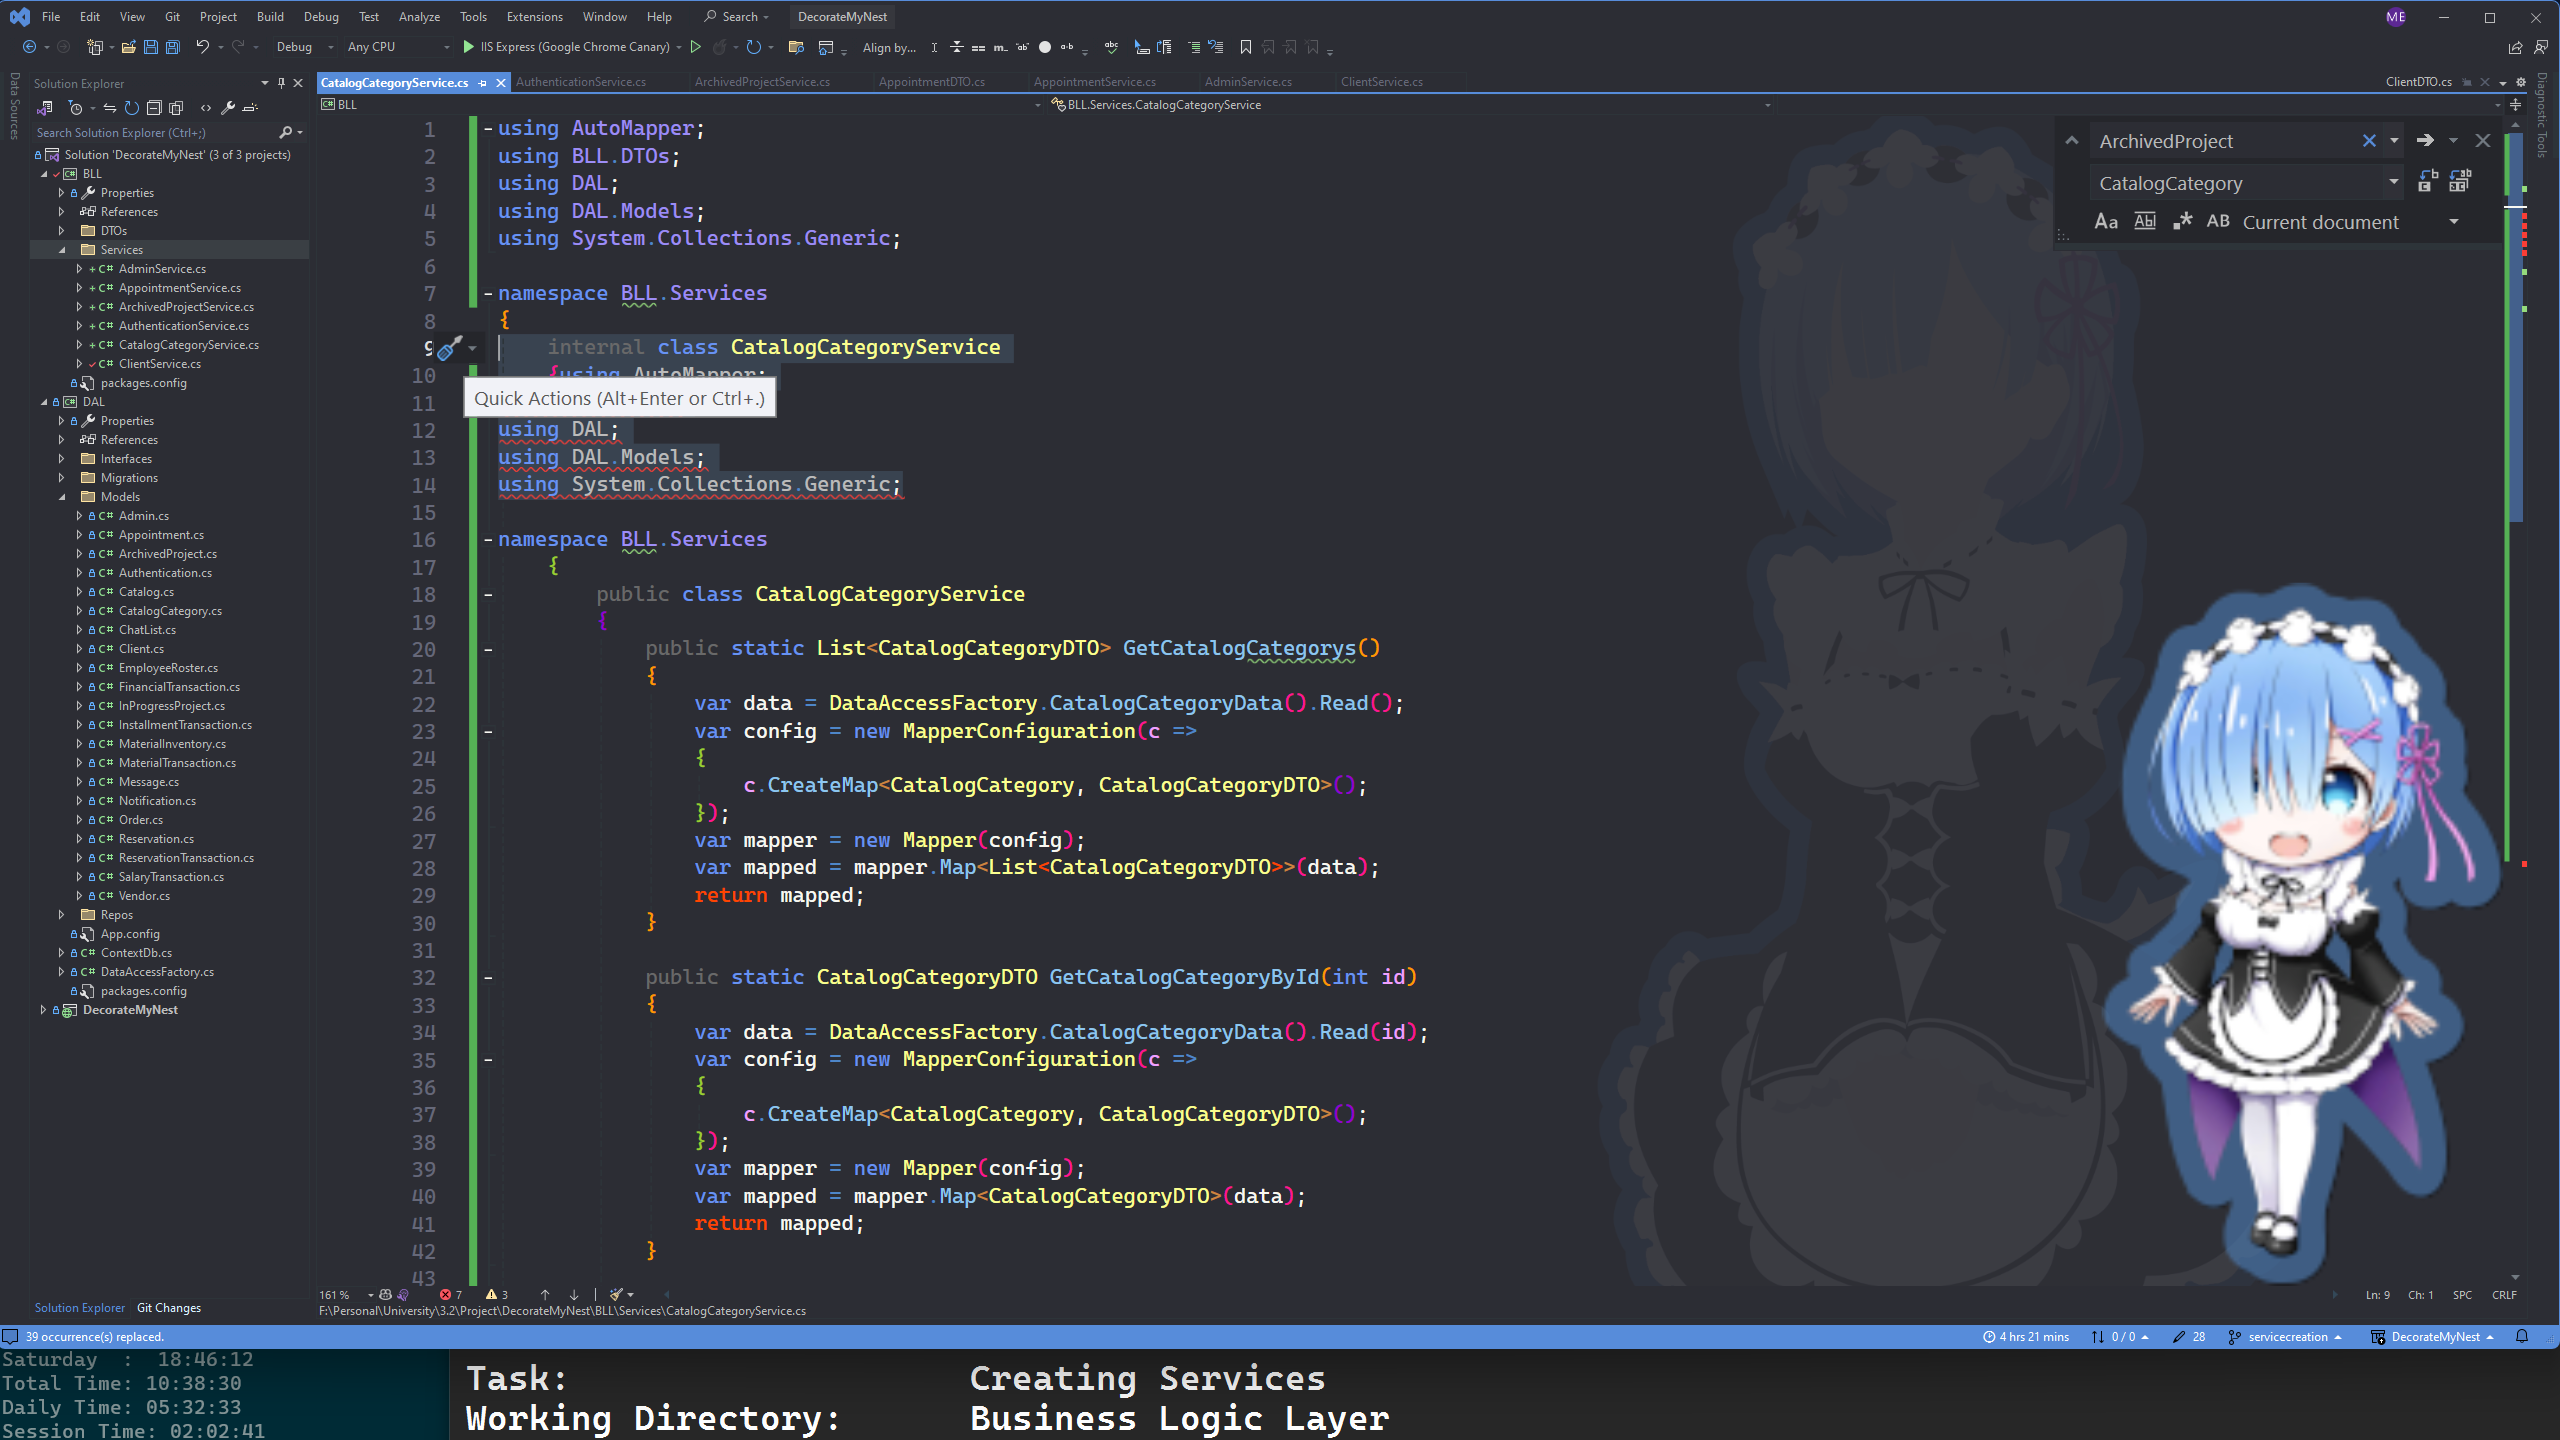 File Edit View Git Project Build Debug Test Analyze Tools Extensions Window Help Search DecorateMyNest ME
Debug Any CPU IIS Express (Google Chrome Canary) Align by...
Data Sources
Solution Explorer
Search Solution Explorer (Ctrl+;)
Solution 'DecorateMyNest' (3 of 3 projects)
BLL
Properties
References
DTOs
Services
C# AdminService.cs
C# AppointmentService.cs
C# ArchivedProjectService.cs
C# AuthenticationService.cs
C# CatalogCategoryService.cs
C# ClientService.cs
packages.config
DAL
Properties
References
Interfaces
Migrations
Models
C# Admin.cs
C# Appointment.cs
C# ArchivedProject.cs
C# Authentication.cs
C# Catalog.cs
C# CatalogCategory.cs
C# ChatList.cs
C# Client.cs
C# EmployeeRoster.cs
C# FinancialTransaction.cs
C# InProgressProject.cs
C# InstallmentTransaction.cs
C# MaterialInventory.cs
C# MaterialTransaction.cs
C# Message.cs
C# Notification.cs
C# Order.cs
C# Reservation.cs
C# ReservationTransaction.cs
C# SalaryTransaction.cs
C# Vendor.cs
Repos
App.config
C# ContextDb.cs
C# DataAccessFactory.cs
packages.config
DecorateMyNest
Solution Explorer Git Changes
CatalogCategoryService.cs AuthenticationService.cs ArchivedProjectService.cs AppointmentDTO.cs AppointmentService.cs AdminService.cs ClientService.cs ClientDTO.cs
BLL BLL.Services.CatalogCategoryService
1 using AutoMapper;
2 using BLL.DTOs;
3 using DAL;
4 using DAL.Models;
5 using System.Collections.Generic;
6
7 namespace BLL.Services
8 {
9 internal class CatalogCategoryService
10 {using AutoMapper;
11
Quick Actions (Alt+Enter or Ctrl+.)
12 using DAL;
13 using DAL.Models;
14 using System.Collections.Generic;
15
16 namespace BLL.Services
17 {
18 public class CatalogCategoryService
19 {
20 public static List<CatalogCategoryDTO> GetCatalogCategorys()
21 {
22 var data = DataAccessFactory.CatalogCategoryData().Read();
23 var config = new MapperConfiguration(c =>
24 {
25 c.CreateMap<CatalogCategory, CatalogCategoryDTO>();
26 });
27 var mapper = new Mapper(config);
28 var mapped = mapper.Map<List<CatalogCategoryDTO>>(data);
29 return mapped;
30 }
31
32 public static CatalogCategoryDTO GetCatalogCategoryById(int id)
33 {
34 var data = DataAccessFactory.CatalogCategoryData().Read(id);
35 var config = new MapperConfiguration(c =>
36 {
37 c.CreateMap<CatalogCategory, CatalogCategoryDTO>();
38 });
39 var mapper = new Mapper(config);
40 var mapped = mapper.Map<CatalogCategoryDTO>(data);
41 return mapped;
42 }
43
ArchivedProject
CatalogCategory
Aa Abl .* AB Current document
Diagnostic Tools
161 % 7 3 Ln: 9 Ch: 1 SPC CRLF
F:\Personal\University\3.2\Project\DecorateMyNest\BLL\Services\CatalogCategoryService.cs
39 occurrence(s) replaced. 4 hrs 21 mins 0 / 0 28 servicecreation DecorateMyNest
Saturday : 18:46:12
Total Time: 10:38:30
Daily Time: 05:32:33
Session Time: 02:02:41
Task: Creating Services
Working Directory: Business Logic Layer